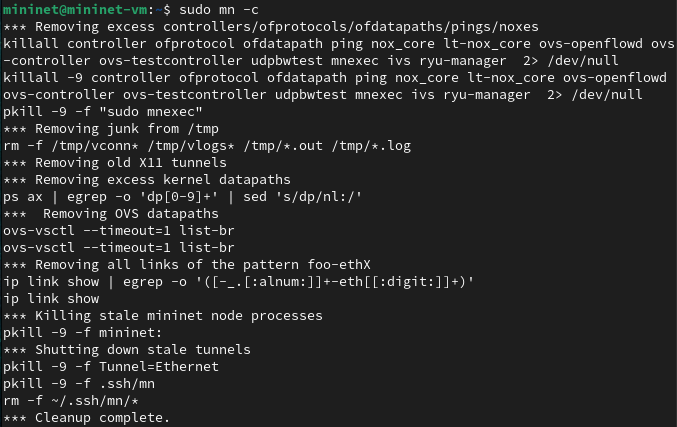 mininet@mininet-vm:~$ sudo mn -c
*** Removing excess controllers/ofprotocols/ofdatapaths/pings/noxes
killall controller ofprotocol ofdatapath ping nox_core lt-nox_core ovs-openflowd ovs
-controller ovs-testcontroller udpbwtest mnexec ivs ryu-manager  2> /dev/null
killall -9 controller ofprotocol ofdatapath ping nox_core lt-nox_core ovs-openflowd
ovs-controller ovs-testcontroller udpbwtest mnexec ivs ryu-manager  2> /dev/null
pkill -9 -f "sudo mnexec"
*** Removing junk from /tmp
rm -f /tmp/vconn* /tmp/vlogs* /tmp/*.out /tmp/*.log
*** Removing old X11 tunnels
*** Removing excess kernel datapaths
ps ax | egrep -o 'dp[0-9]+' | sed 's/dp/nl:/'
***  Removing OVS datapaths
ovs-vsctl --timeout=1 list-br
ovs-vsctl --timeout=1 list-br
*** Removing all links of the pattern foo-ethX
ip link show | egrep -o '([-_.[:alnum:]]+-eth[[:digit:]]+)'
ip link show
*** Killing stale mininet node processes
pkill -9 -f mininet:
*** Shutting down stale tunnels
pkill -9 -f Tunnel=Ethernet
pkill -9 -f .ssh/mn
rm -f ~/.ssh/mn/*
*** Cleanup complete.